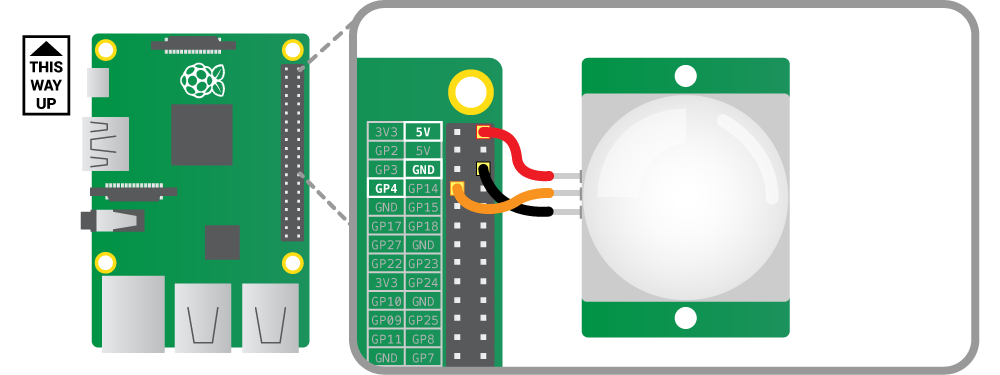 THIS
WAY
UP
3V3 5V
GP2 5V
GP3 GND
GP4 GP14
GND GP15
GP17 GP18
GP27 GND
GP22 GP23
3V3 GP24
GP10 GND
GP09 GP25
GP11 GP8
GND GP7